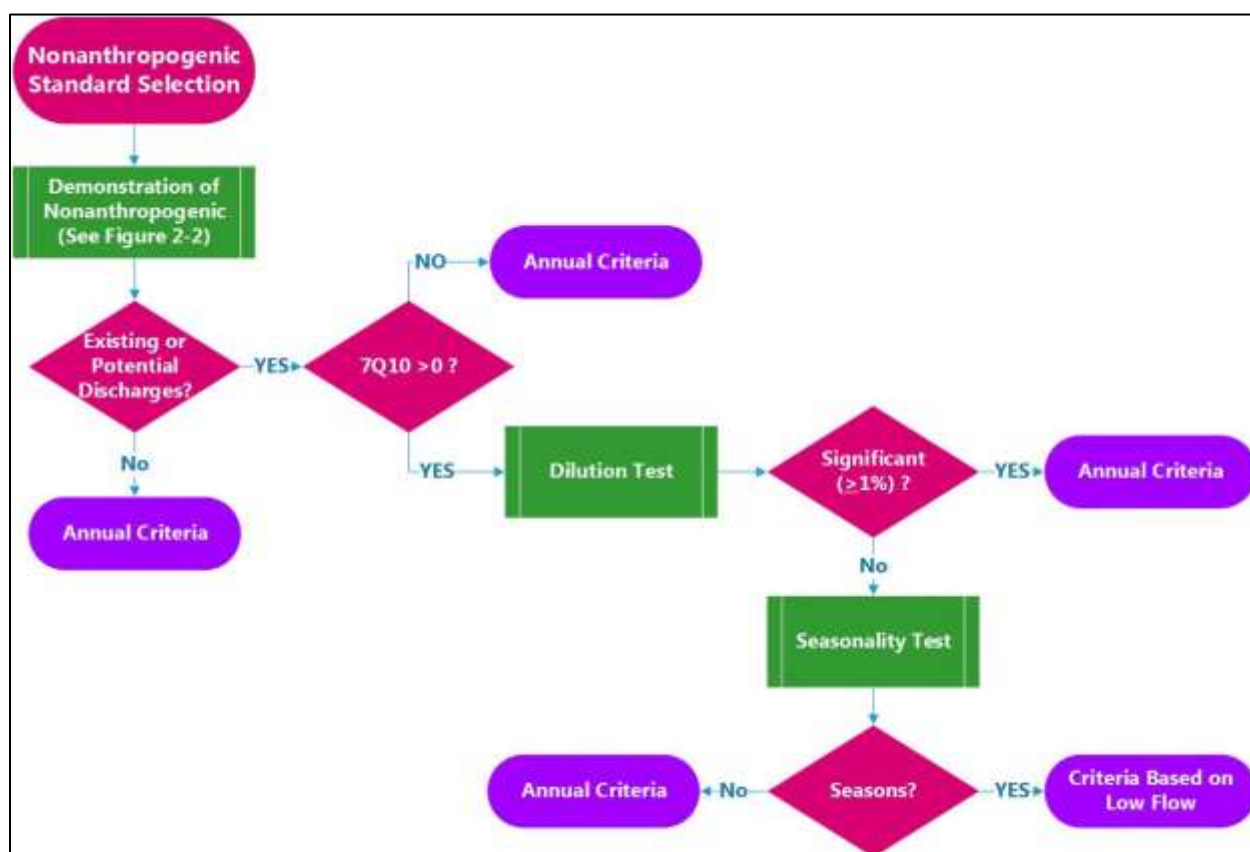 Nonanthropogenic
Standard Selection
Demonstration of
Nonanthropogenic
(See Figure 2-2)
NO
Annual Criteria
Existing or
Potential
Discharges?
YES
7Q10 >0 ?
No
YES
Dilution Test
Significant
(≥1%) ?
YES
Annual Criteria
Annual Criteria
No
Seasonality Test
Annual Criteria
No
Seasons?
YES
Criteria Based on
Low Flow